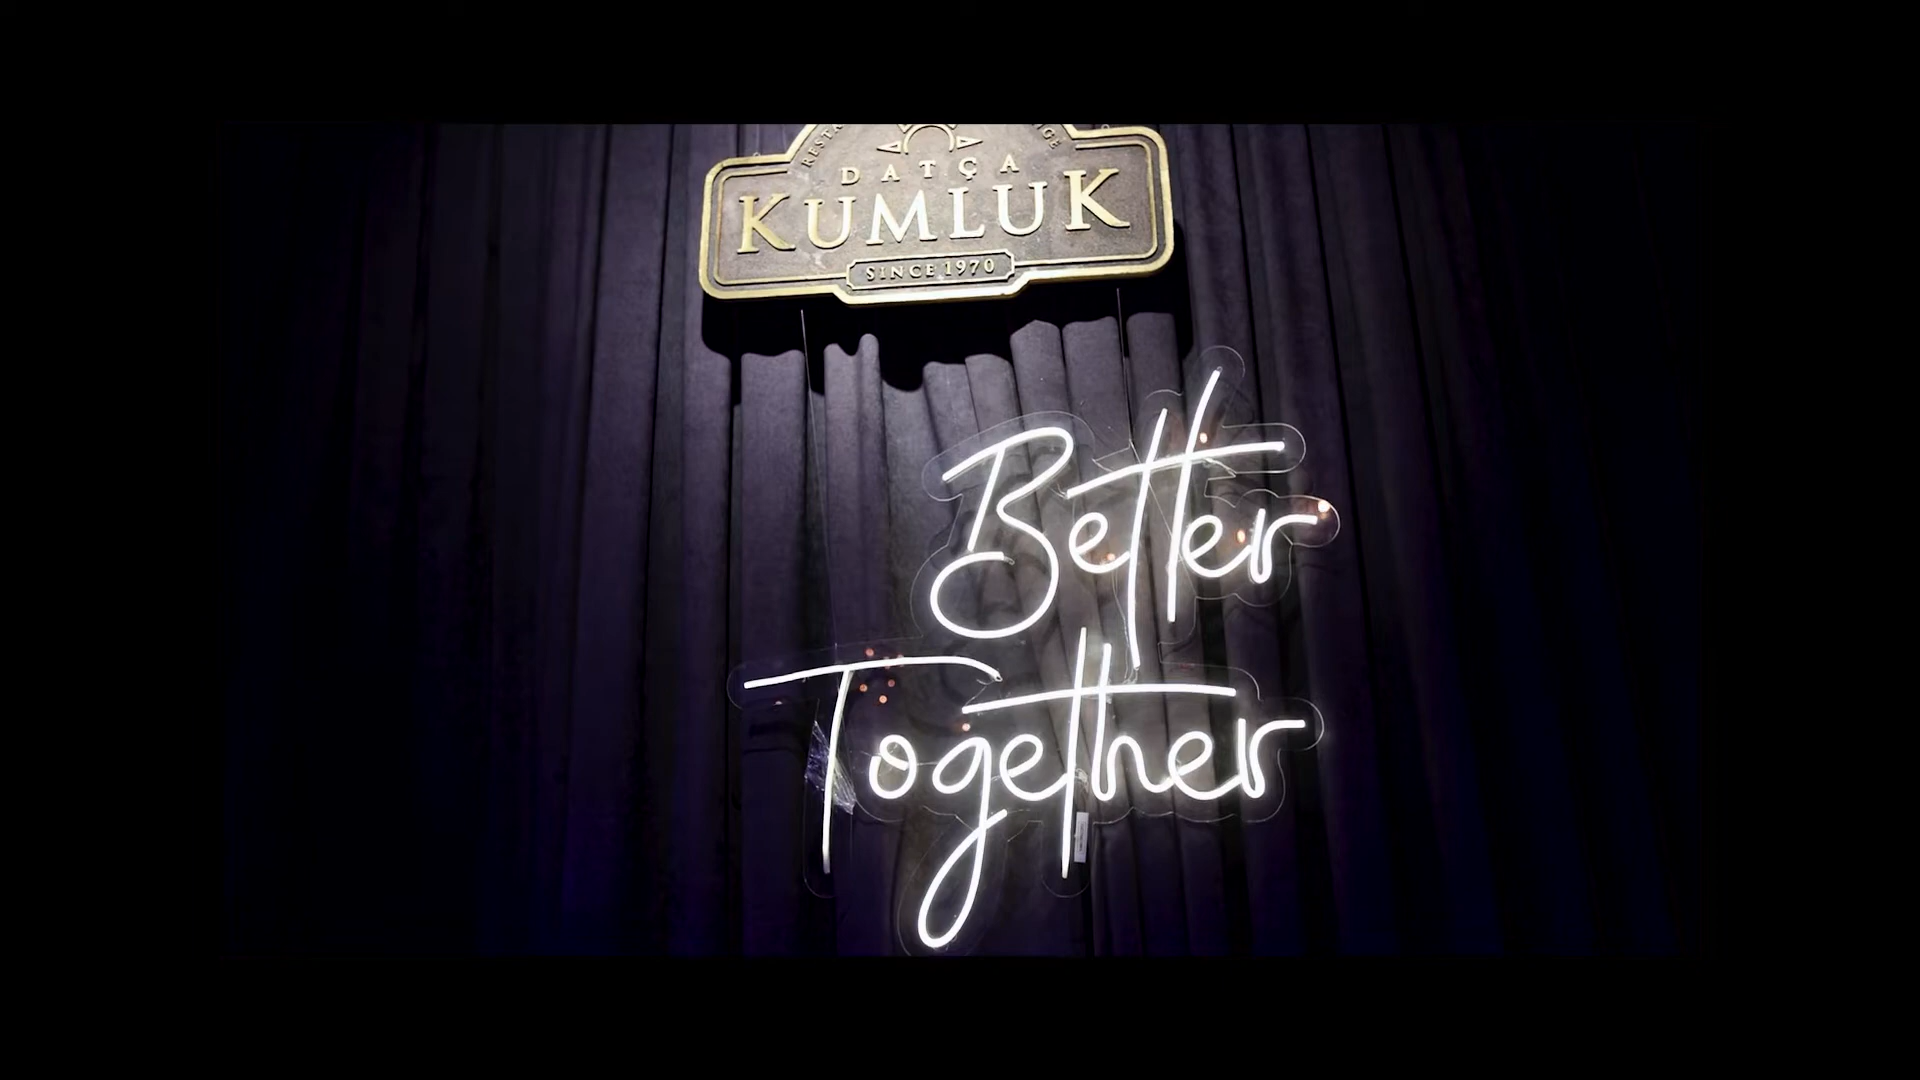 DATÇA
KUMLUK
SINCE 1970
Better
Together